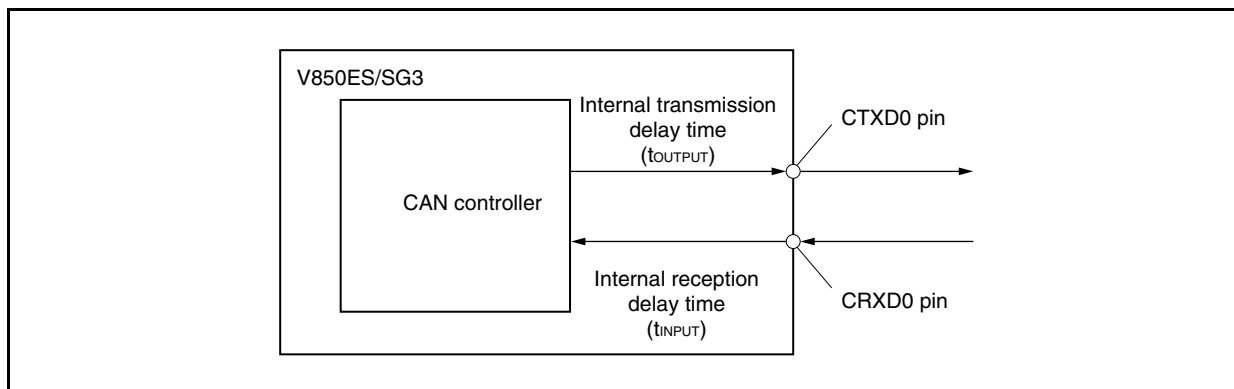 V850ES/SG3
Internal transmission
delay time
(tOUTPUT)
CTXD0 pin
CAN controller
Internal reception
delay time
(tINPUT)
CRXD0 pin